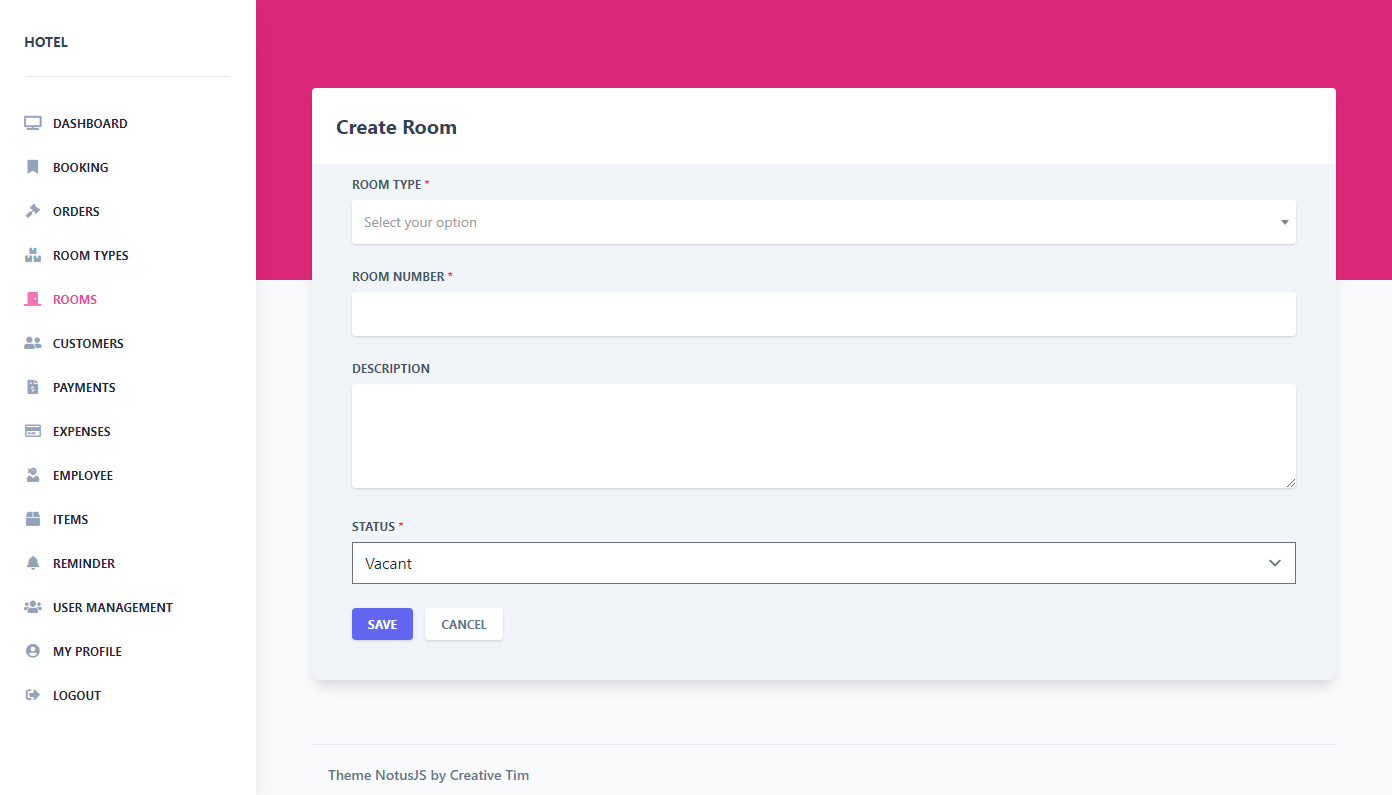 HOTEL
DASHBOARD
BOOKING
ORDERS
ROOM TYPES
ROOMS
CUSTOMERS
PAYMENTS
EXPENSES
EMPLOYEE
ITEMS
REMINDER
USER MANAGEMENT
MY PROFILE
LOGOUT
Create Room
ROOM TYPE *
Select your option
ROOM NUMBER *
DESCRIPTION
STATUS *
Vacant
SAVE CANCEL
Theme NotusJS by Creative Tim